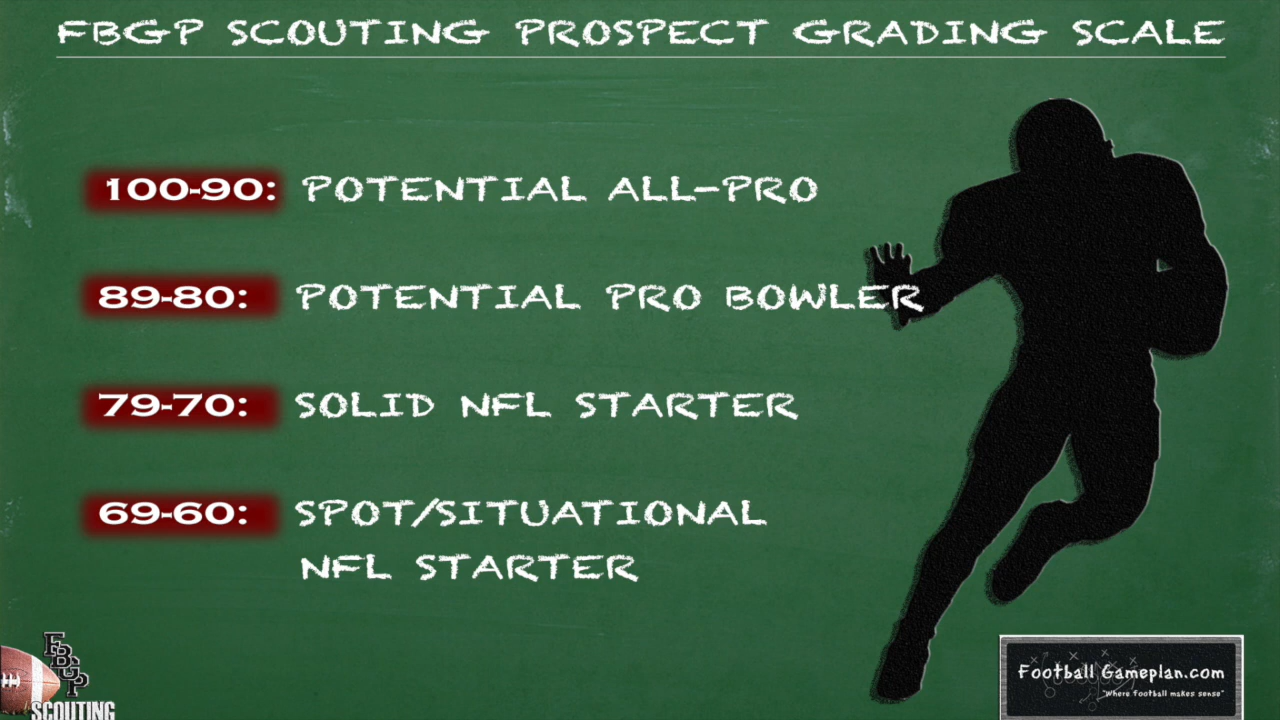 FBGP SCOUTING PROSPECT GRADING SCALE
100-90: POTENTIAL ALL-PRO
89-80: POTENTIAL PRO BOWLER
79-70: SOLID NFL STARTER
69-60: SPOT/SITUATIONAL
NFL STARTER
FBGP
SCOUTING
Football Gameplan.com
"Where football makes sense"